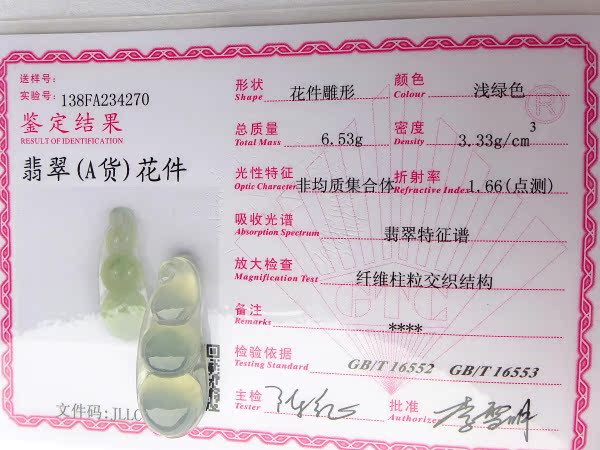 送样号:
实验号: 138FA234270
鉴定结果
RESULT OF IDENTIFICATION
翡翠(A货)花件
形状 花件雕形 颜色 浅绿色
Shape Colour
总质量 6.53g 密度 3.33g/cm3
Total Mass Density
光性特征 非均质集合体 折射率 1.66(点测)
Optic Character Refractive Index
吸收光谱 翡翠特征谱
Absorption Spectrum
放大检查 纤维柱粒交织结构
Magnification Test
备注 ****
Remarks
检验依据 GB/T 16552 GB/T 16553
Testing Standard
主检 批准
Tester Authorize
文件码: JLLC
GTC
®